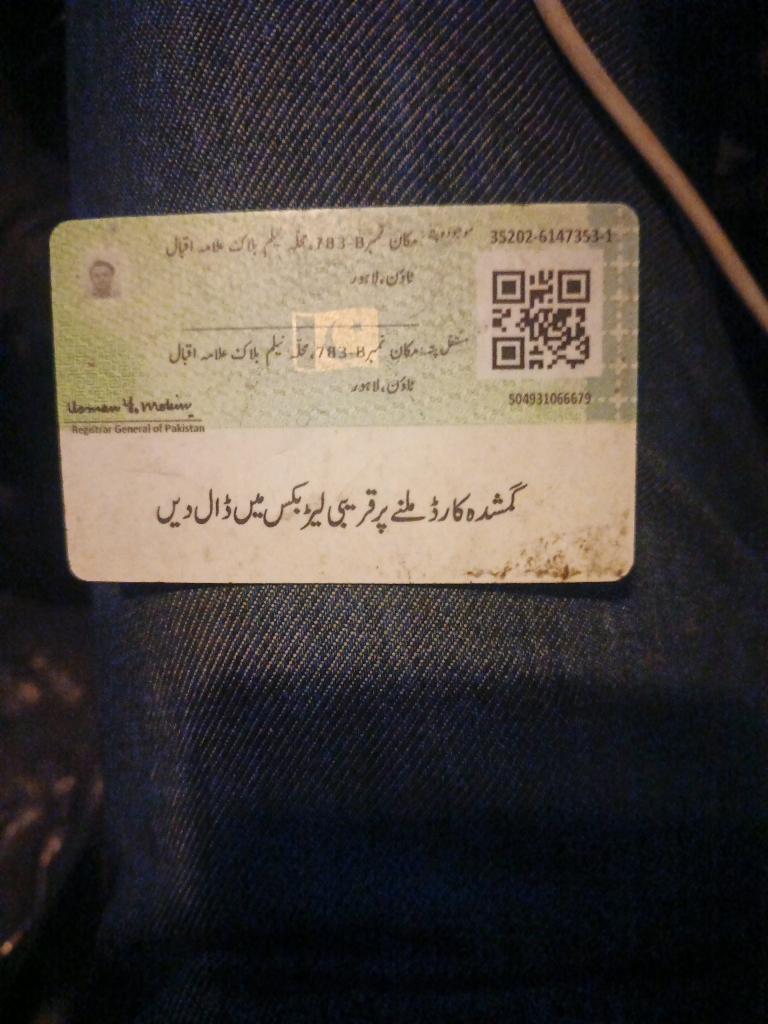 موجودہ پتہ: مکان نمبر 783-B، محلہ نیلم بلاک علامہ اقبال
ٹاؤن، لاہور
35202-6147353-1
مستقل پتہ: مکان نمبر 783-B، محلہ نیلم بلاک علامہ اقبال
ٹاؤن، لاہور
504931066679
Usman Y. Mobin
Registrar General of Pakistan
گمشدہ کارڈ ملنے پر قریبی لیٹر بکس میں ڈال دیں